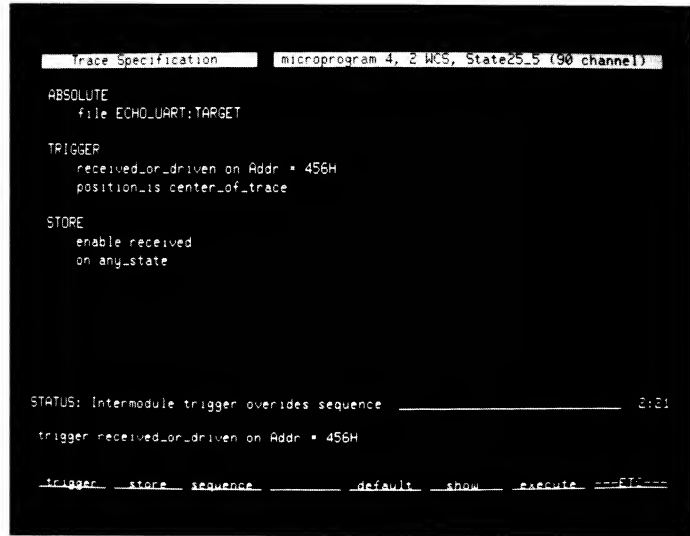 Trace Specification microprogram 4, 2 WCS, State25_5 (90 channel)
ABSOLUTE
file ECHO_UART:TARGET
TRIGGER
received_or_driven on Addr = 456H
position_is center_of_trace
STORE
enable received
on any_state
STATUS: Intermodule trigger overrides sequence 2:21
trigger received_or_driven on Addr = 456H
trigger store sequence default show execute ---ETC---